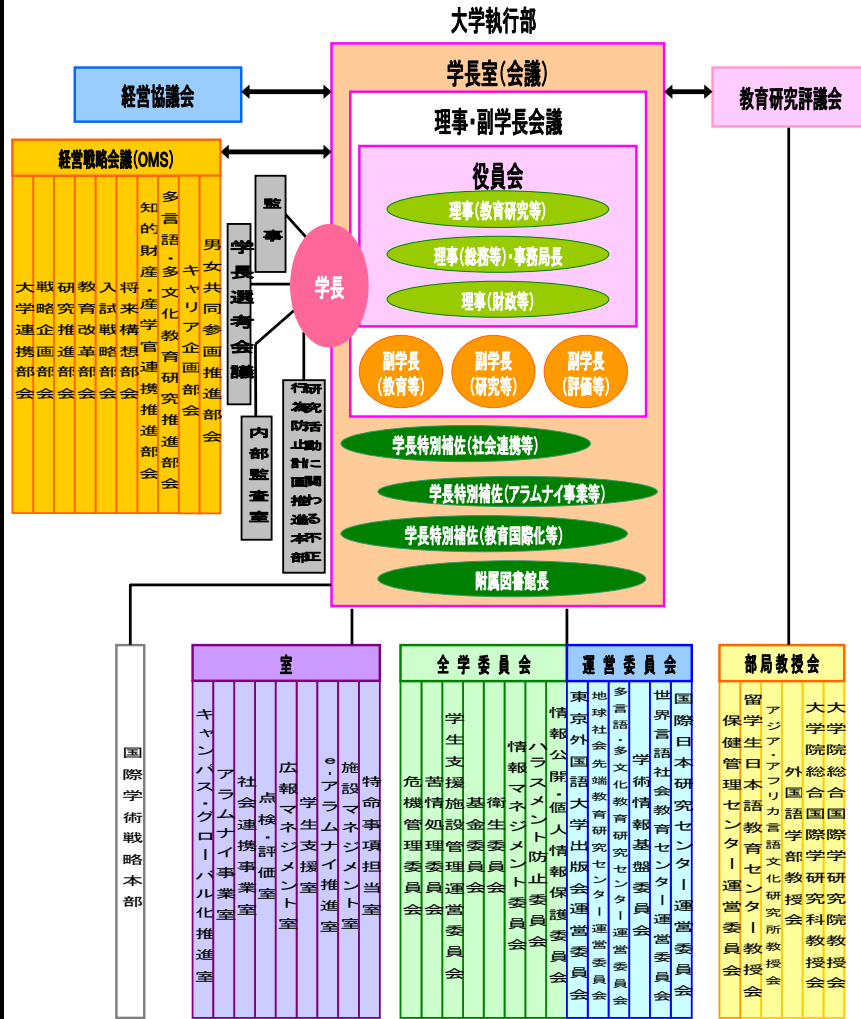 大学執行部
学長室(会議)
経営協議会
教育研究評議会
理事・副学長会議
経営戦略会議(OMS)
役員会
理事(教育研究等)
理事(総務等)・事務局長
理事(財政等)
監事
学長
学長選考会議
内部監査室
研究活動に関わる不正
行為防止計画推進本部
副学長
(教育等)
副学長
(研究等)
副学長
(評価等)
大学連携部会
戦略企画部会
研究推進部会
教育改革部会
入試戦略部会
将来構想部会
知的財産・産学官連携推進部会
多言語・多文化教育研究推進部会
キャリア企画部会
男女共同参画推進部会
学長特別補佐(社会連携等)
学長特別補佐(アラムナイ事業等)
学長特別補佐(教育国際化等)
附属図書館長
国際学術戦略本部
室
キャンパス・グローバル化推進室
アラムナイ事業室
社会連携事業室
点検・評価室
広報マネジメント室
学生支援室
e-アラムナイ推進室
施設マネジメント室
特命事項担当室
全学委員会
危機管理委員会
苦情処理委員会
学生支援施設管理運営委員会
基金委員会
衛生委員会
情報マネジメント委員会
ハラスメント防止委員会
情報公開・個人情報保護委員会
運営委員会
東京外国語大学出版会運営委員会
地球社会先端教育研究センター運営委員会
多言語・多文化教育研究センター運営委員会
学術情報基盤委員会
世界言語社会教育センター運営委員会
国際日本研究センター運営委員会
部局教授会
保健管理センター運営委員会
留学生日本語教育センター教授会
アジア・アフリカ言語文化研究所教授会
外国語学部教授会
大学院総合国際学研究科教授会
大学院総合国際学研究院教授会